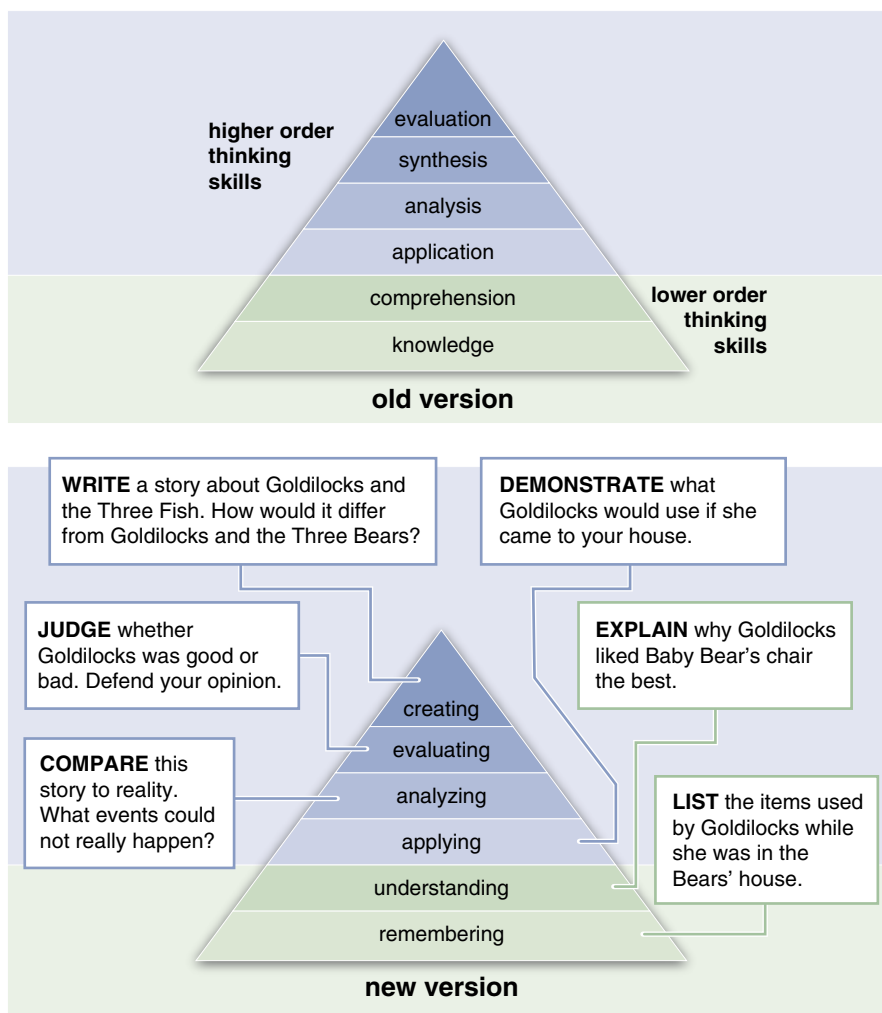 evaluation
higher order
thinking
skills
synthesis
analysis
application
comprehension
lower order
thinking
skills
knowledge
old version
WRITE a story about Goldilocks and
the Three Fish. How would it differ
from Goldilocks and the Three Bears?
DEMONSTRATE what
Goldilocks would use if she
came to your house.
JUDGE whether
Goldilocks was good or
bad. Defend your opinion.
EXPLAIN why Goldilocks
liked Baby Bear’s chair
the best.
creating
evaluating
COMPARE this
story to reality.
What events could
not really happen?
analyzing
LIST the items used
by Goldilocks while
she was in the
Bears’ house.
applying
understanding
remembering
new version